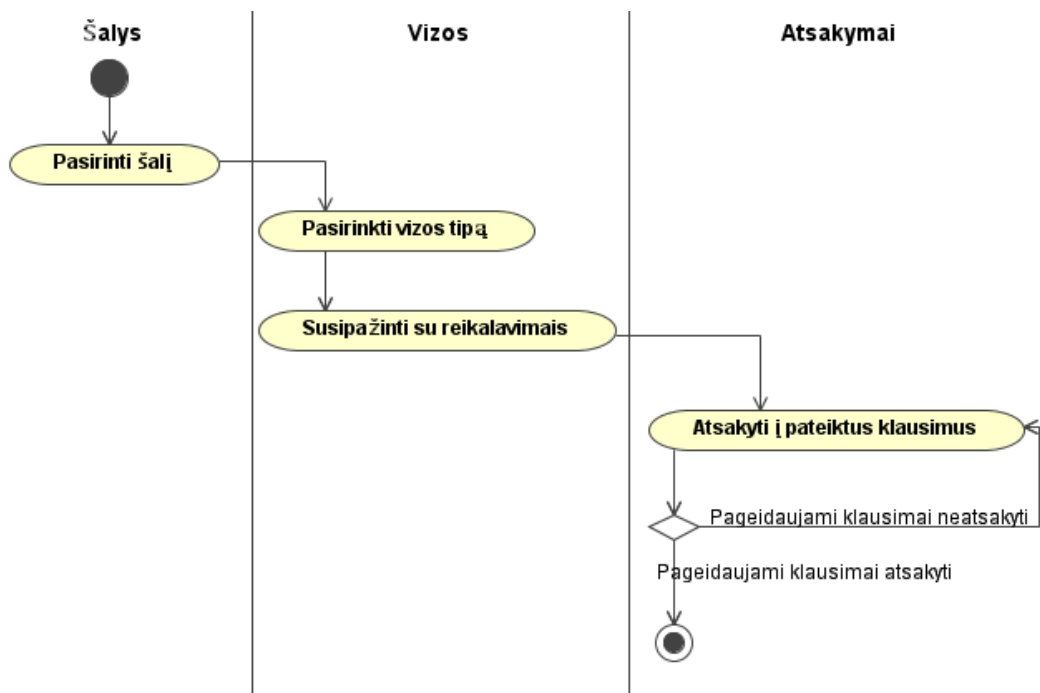 Šalys
Vizos
Atsakymai
Pasirinti šalį
Pasirinkti vizos tipą
Susipažinti su reikalavimais
Atsakyti į pateiktus klausimus
Pageidaujami klausimai neatsakyti
Pageidaujami klausimai atsakyti